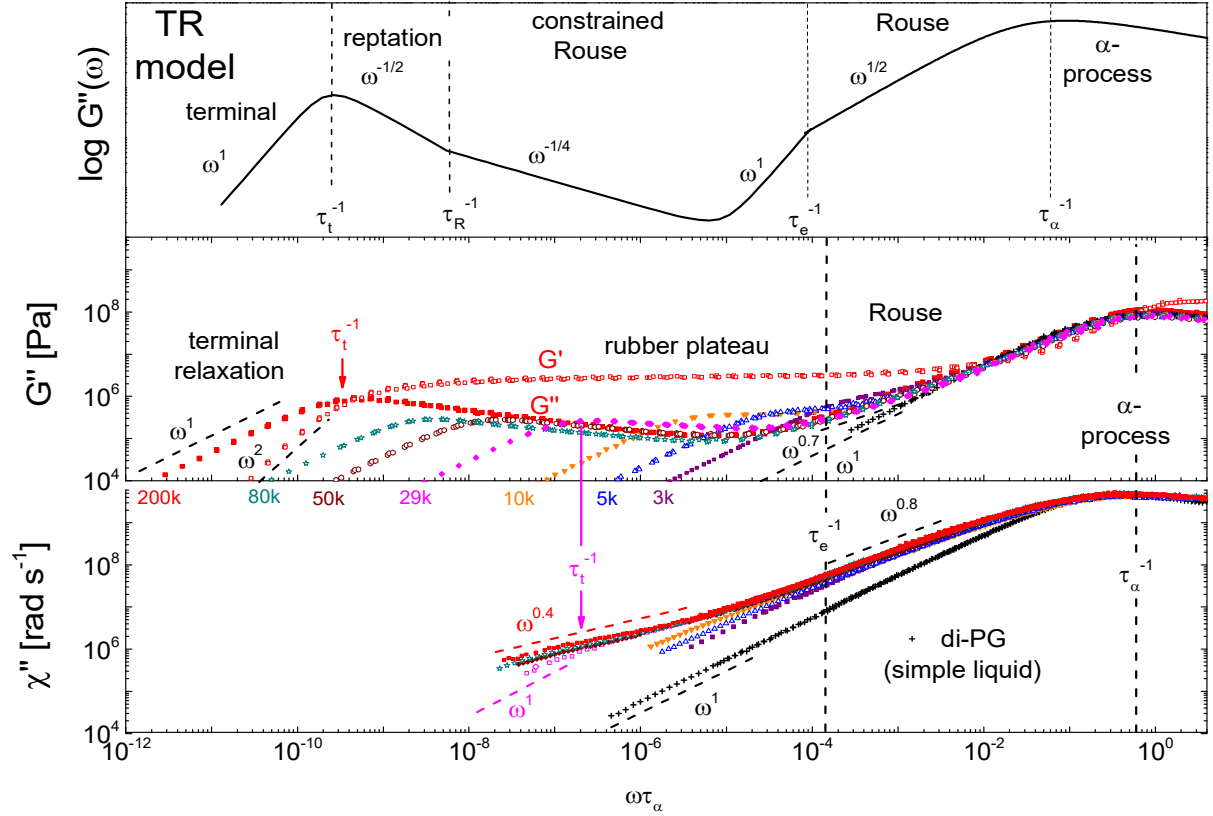 TR
model
reptation
constrained
Rouse
Rouse
α-
process
terminal
ω^1
ω^-1/2
ω^-1/4
ω^1
ω^1/2
τ_t^-1
τ_R^-1
τ_e^-1
τ_α^-1
log G''(ω)
G'' [Pa]
10^8
10^6
10^4
terminal
relaxation
τ_t^-1
G'
G''
rubber plateau
Rouse
α-
process
ω^1
ω^2
ω^0.7
ω^1
200k
80k
50k
29k
10k
5k
3k
χ'' [rad s^-1]
10^8
10^6
10^4
τ_t^-1
τ_e^-1
τ_α^-1
ω^0.8
ω^0.4
ω^1
ω^1
+ di-PG
(simple liquid)
10^-12
10^-10
10^-8
10^-6
10^-4
10^-2
10^0
ωτ_α